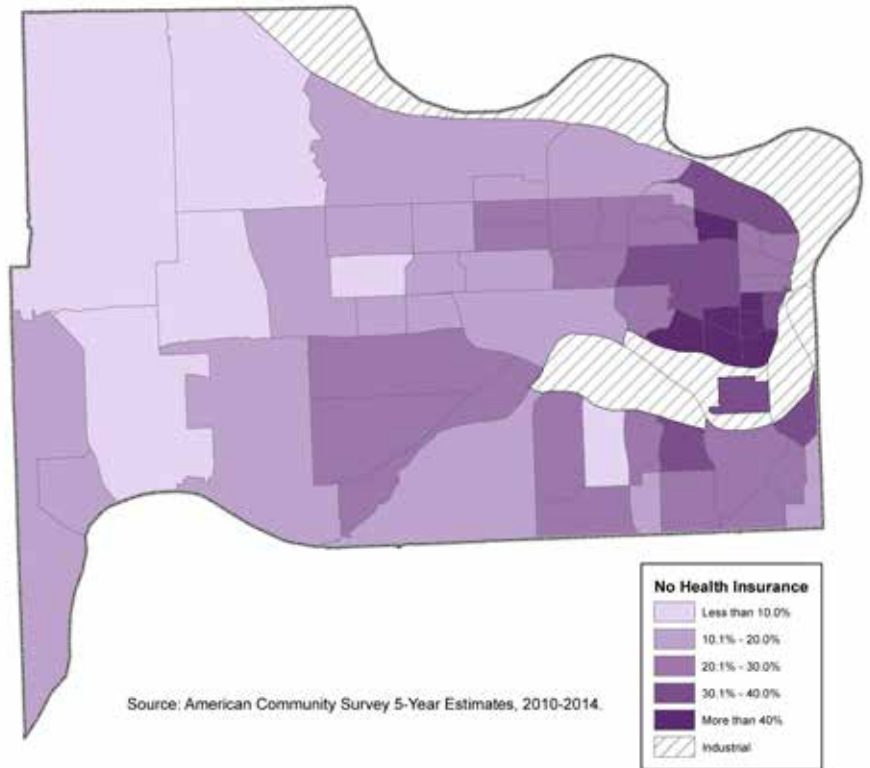 No Health Insurance
Less than 10.0%
10.1% - 20.0%
20.1% - 30.0%
30.1% - 40.0%
More than 40%
Industrial
Source: American Community Survey 5-Year Estimates, 2010-2014.